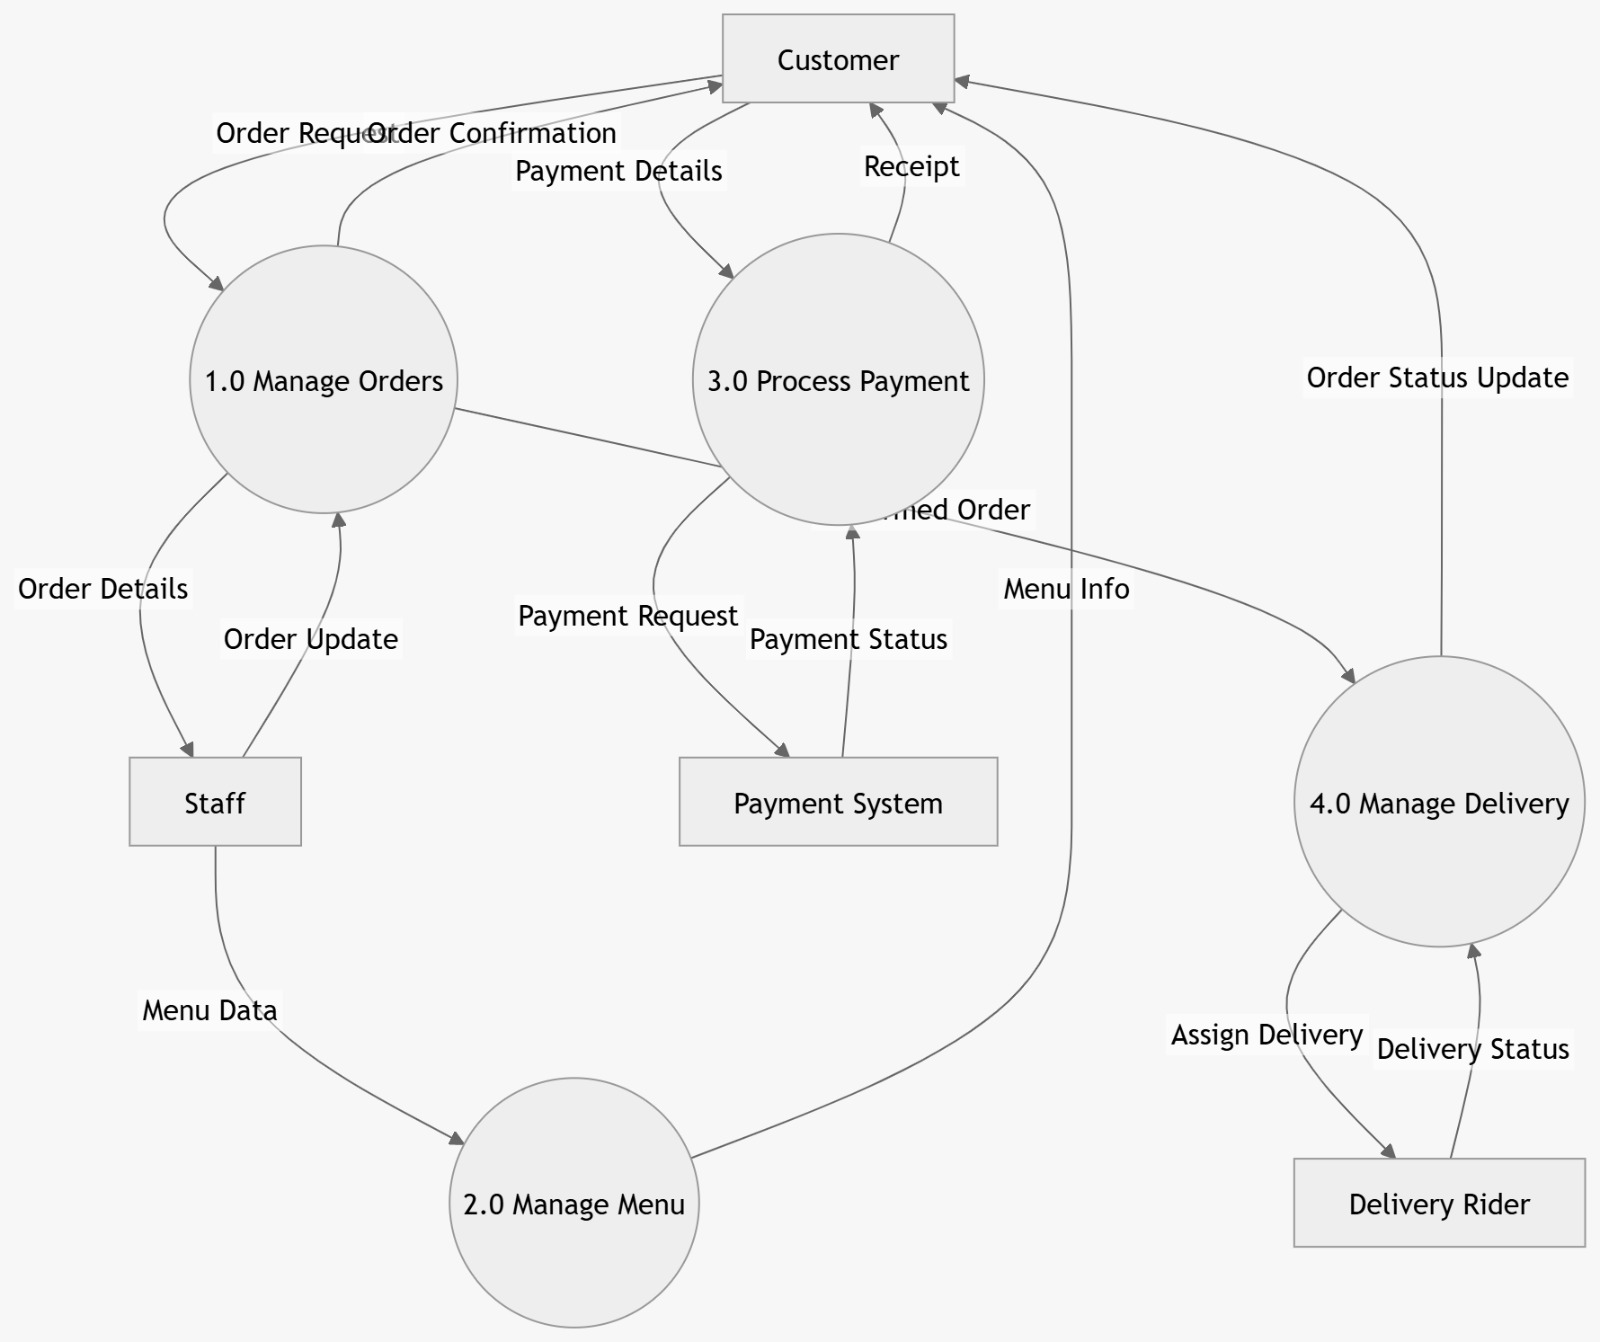 Customer
Order Request
Order Confirmation
Payment Details
Receipt
1.0 Manage Orders
3.0 Process Payment
Order Status Update
Order
Order Details
Menu Info
Payment Request
Order Update
Payment Status
Staff
Payment System
4.0 Manage Delivery
Menu Data
Assign Delivery
Delivery Status
2.0 Manage Menu
Delivery Rider